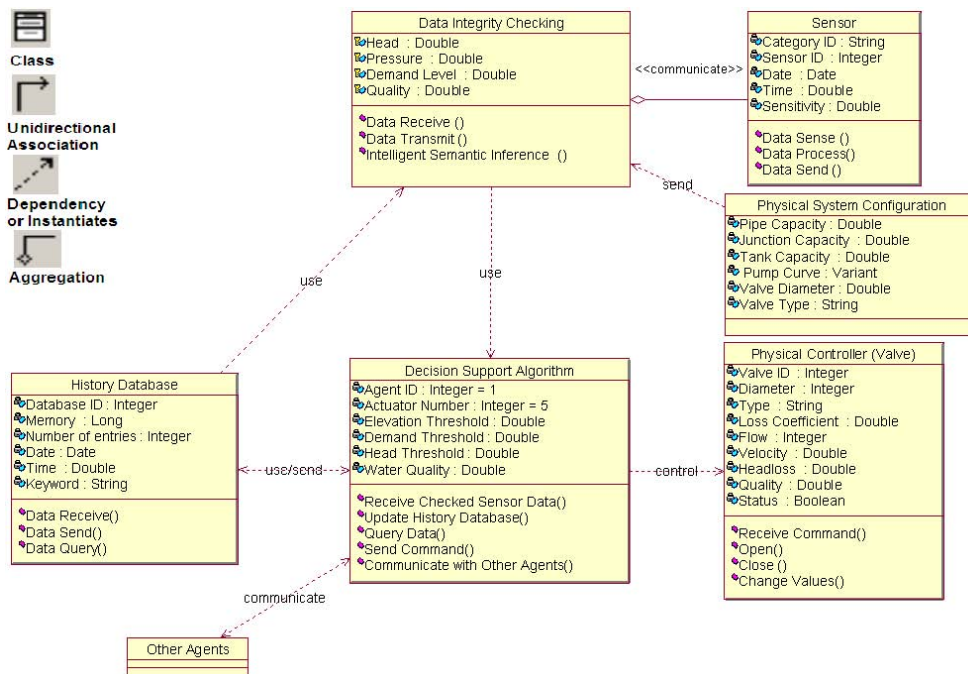 Class
Unidirectional
Association
Dependency
or Instantiates
Aggregation
Data Integrity Checking
Head : Double
Pressure : Double
Demand Level : Double
Quality : Double
Data Receive ()
Data Transmit ()
Intelligent Semantic Inference ()
<<communicate>>
Sensor
Category ID : String
Sensor ID : Integer
Date : Date
Time : Double
Sensitivity : Double
Data Sense ()
Data Process()
Data Send ()
send
Physical System Configuration
Pipe Capacity : Double
Junction Capacity : Double
Tank Capacity : Double
Pump Curve : Variant
Valve Diameter : Double
Valve Type : String
use
use
History Database
Database ID : Integer
Memory : Long
Number of entries : Integer
Date : Date
Time : Double
Keyword : String
Data Receive()
Data Send()
Data Query()
use/send
Decision Support Algorithm
Agent ID : Integer = 1
Actuator Number : Integer = 5
Elevation Threshold : Double
Demand Threshold : Double
Head Threshold : Double
Water Quality : Double
Receive Checked Sensor Data()
Update History Database()
Query Data()
Send Command()
Communicate with Other Agents()
control
Physical Controller (Valve)
Valve ID : Integer
Diameter : Integer
Type : String
Loss Coefficient : Double
Flow : Integer
Velocity : Double
Headloss : Double
Quality : Double
Status : Boolean
Receive Command()
Open()
Close ()
Change Values()
communicate
Other Agents